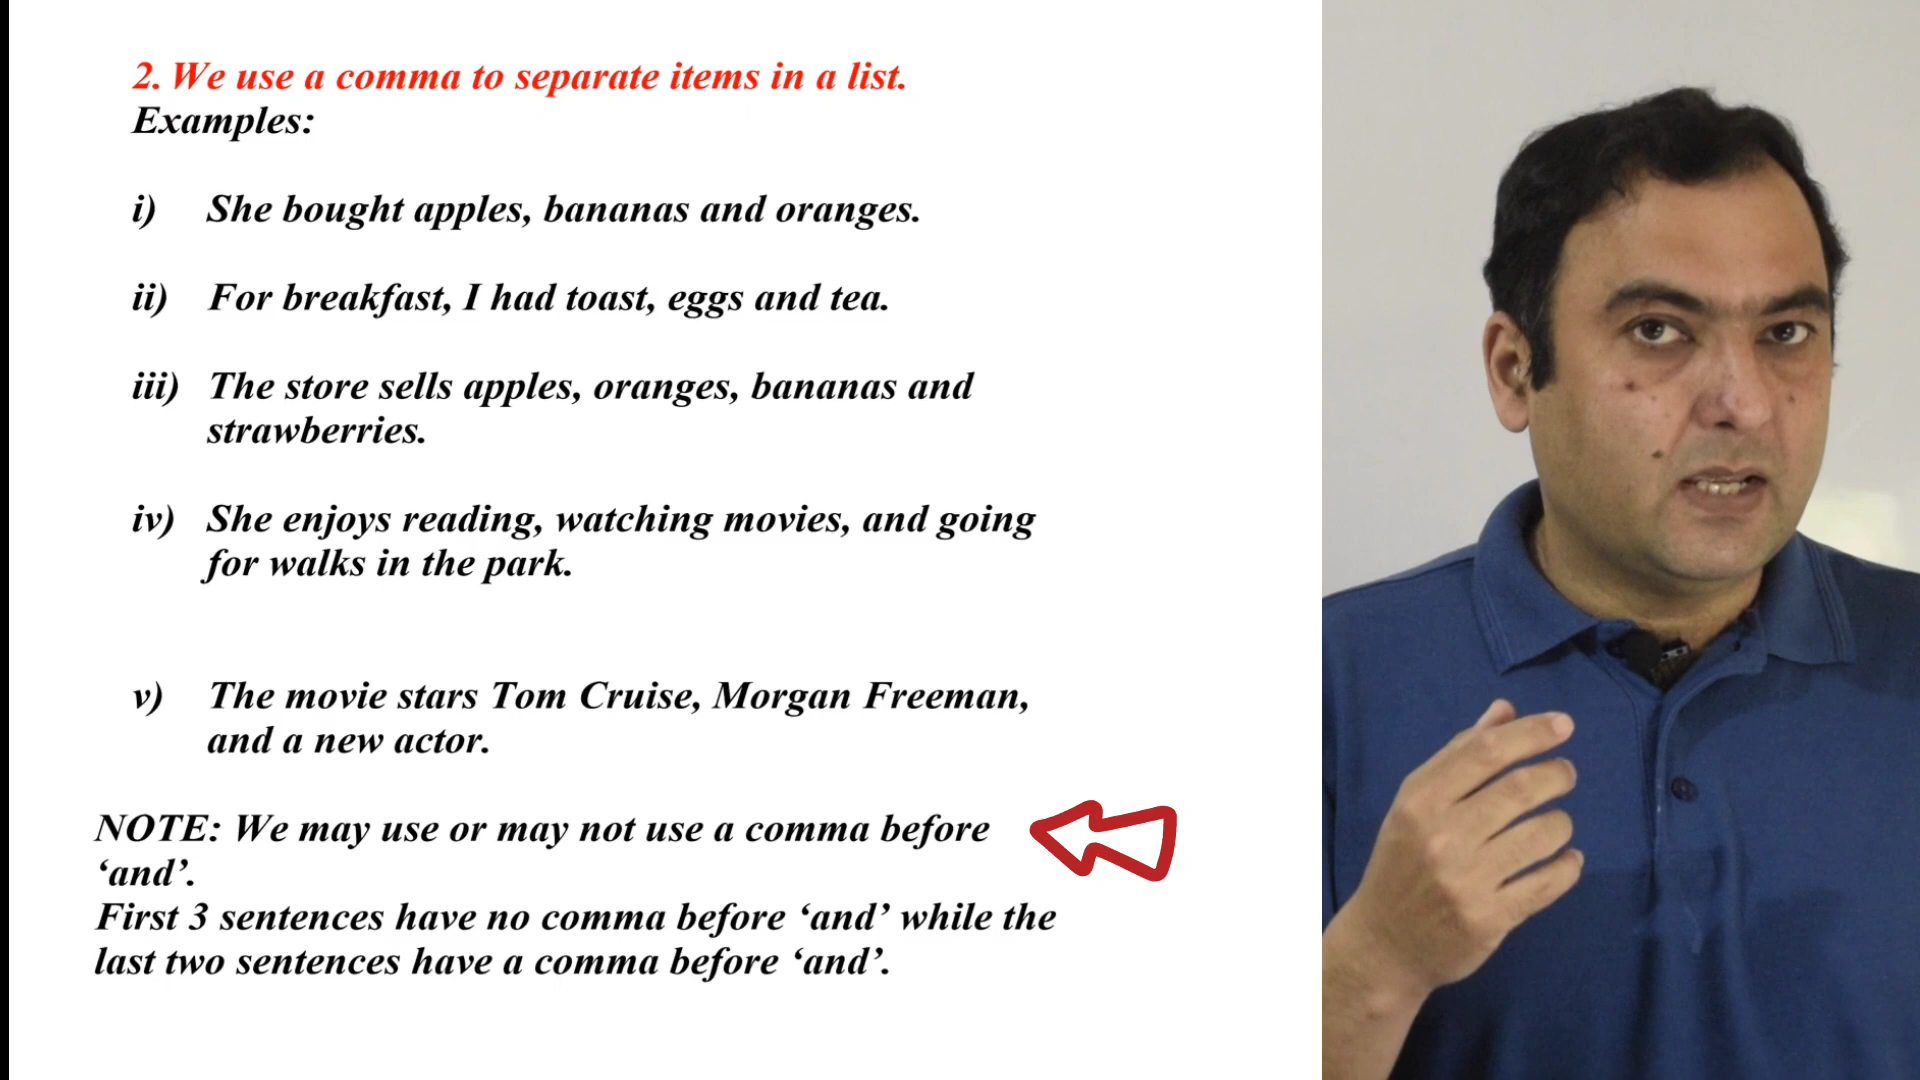 2. We use a comma to separate items in a list.
Examples:
i) She bought apples, bananas and oranges.
ii) For breakfast, I had toast, eggs and tea.
iii) The store sells apples, oranges, bananas and
strawberries.
iv) She enjoys reading, watching movies, and going
for walks in the park.
v) The movie stars Tom Cruise, Morgan Freeman,
and a new actor.
NOTE: We may use or may not use a comma before
‘and’.
First 3 sentences have no comma before ‘and’ while the
last two sentences have a comma before ‘and’.